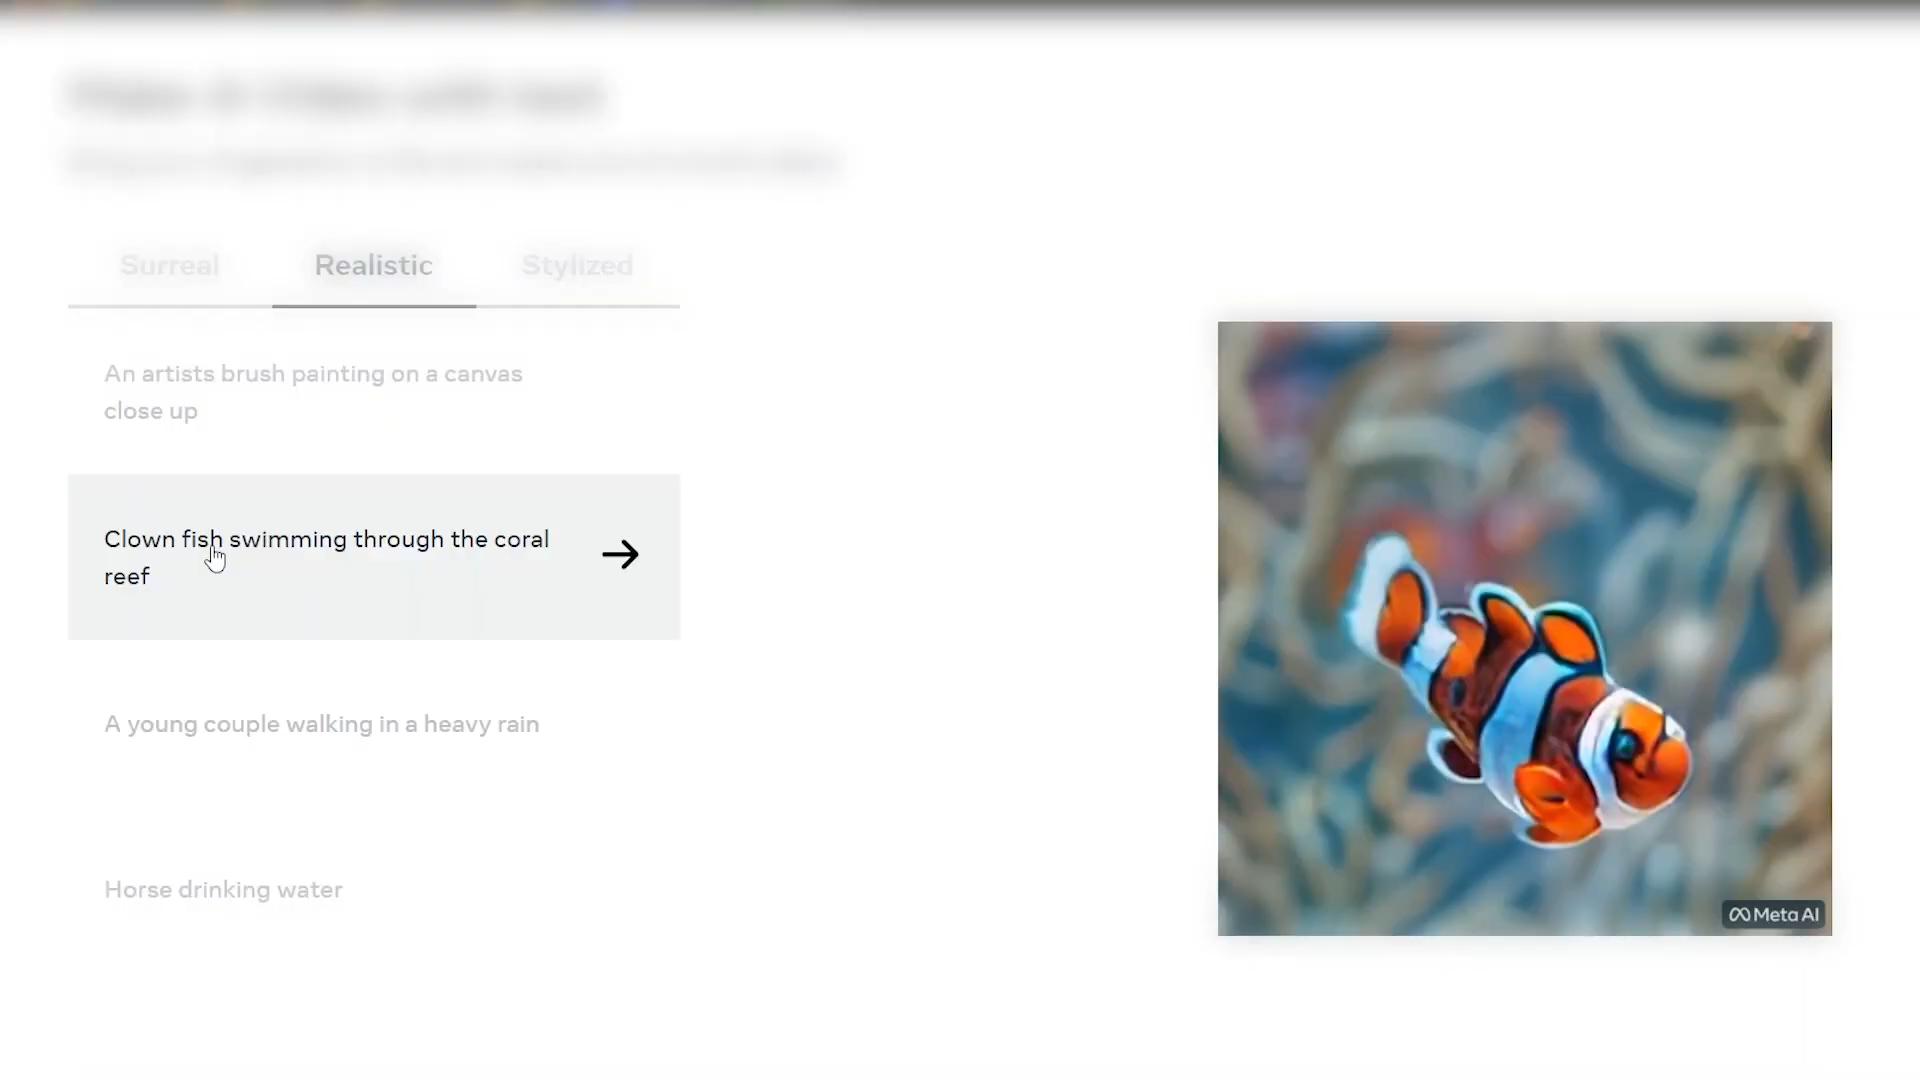 Surreal
Realistic
Stylized
An artists brush painting on a canvas
close up
Clown fish swimming through the coral
reef
A young couple walking in a heavy rain
Horse drinking water
Meta AI